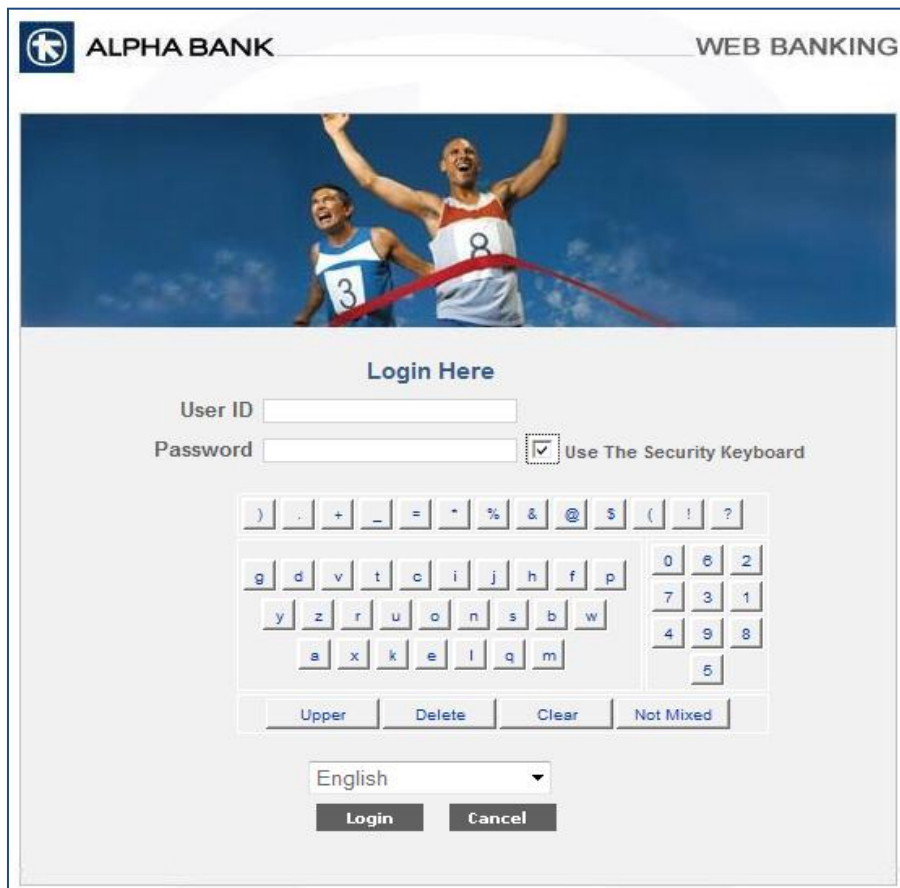 ALPHA BANK WEB BANKING
3 8
Login Here
User ID
Password Use The Security Keyboard
) . + _ = * % & @ $ ( ! ?
g d v t c i j h f p 0 6 2
y z r u o n s b w 7 3 1
a x k e l q m 4 9 8
5
Upper Delete Clear Not Mixed
English
Login Cancel